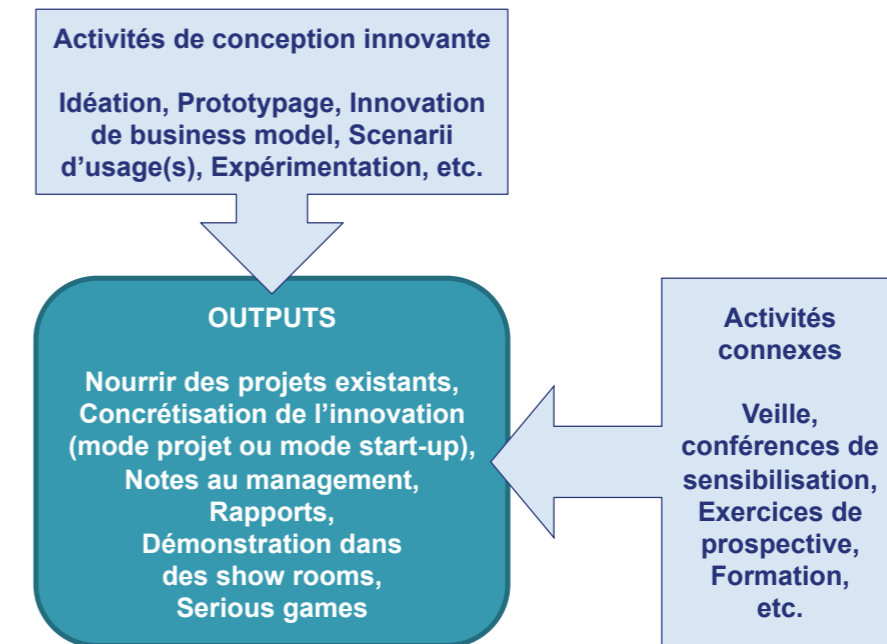 Activités de conception innovante
Idéation, Prototypage, Innovation
de business model, Scenarii
d’usage(s), Expérimentation, etc.
OUTPUTS
Nourrir des projets existants,
Concrétisation de l’innovation
(mode projet ou mode start-up),
Notes au management,
Rapports,
Démonstration dans
des show rooms,
Serious games
Activités
connexes
Veille,
conférences de
sensibilisation,
Exercices de
prospective,
Formation,
etc.